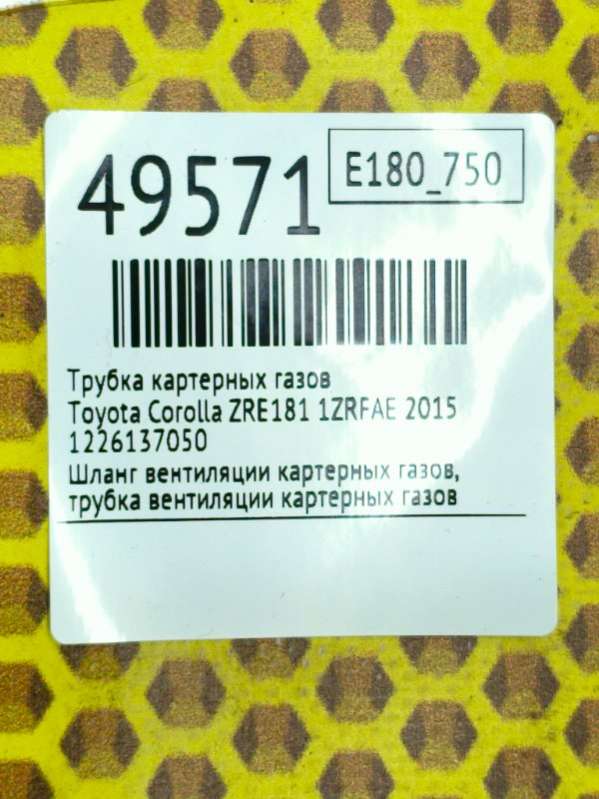 49571
E180_750
Трубка картерных газов
Toyota Corolla ZRE181 1ZRFAE 2015
1226137050
Шланг вентиляции картерных газов,
трубка вентиляции картерных газов